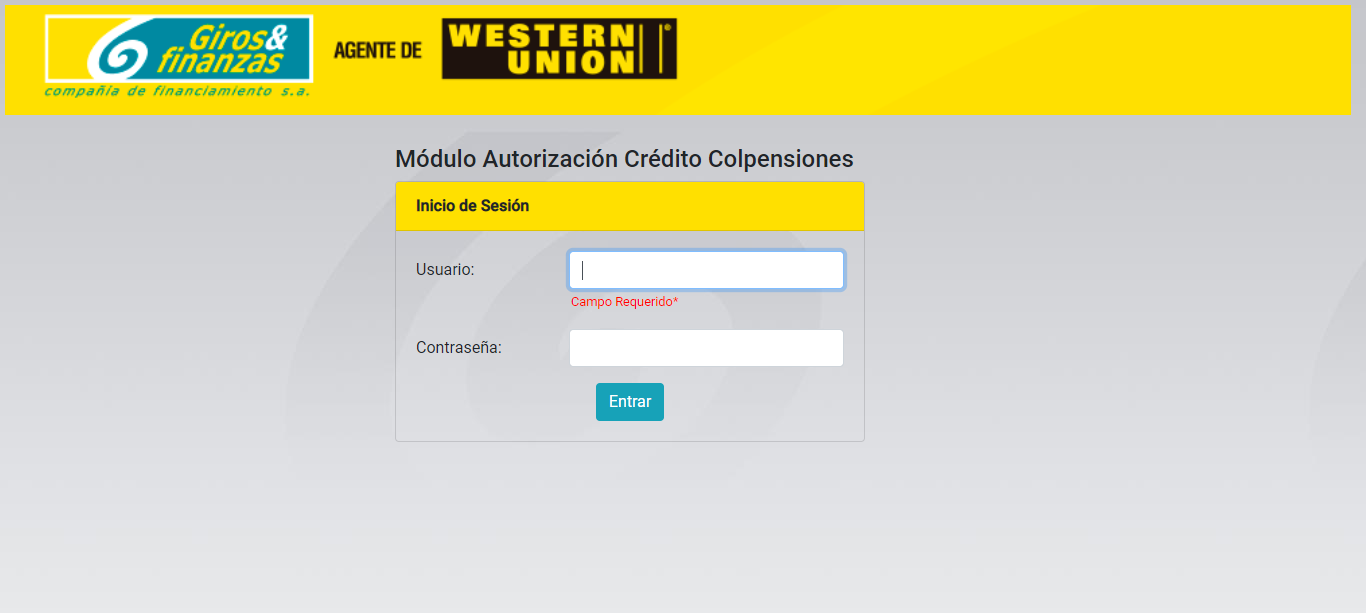 Giros&
finanzas
compañía de financiamiento s.a.
AGENTE DE
WESTERN
UNION
Módulo Autorización Crédito Colpensiones
Inicio de Sesión
Usuario:
Campo Requerido*
Contraseña:
Entrar